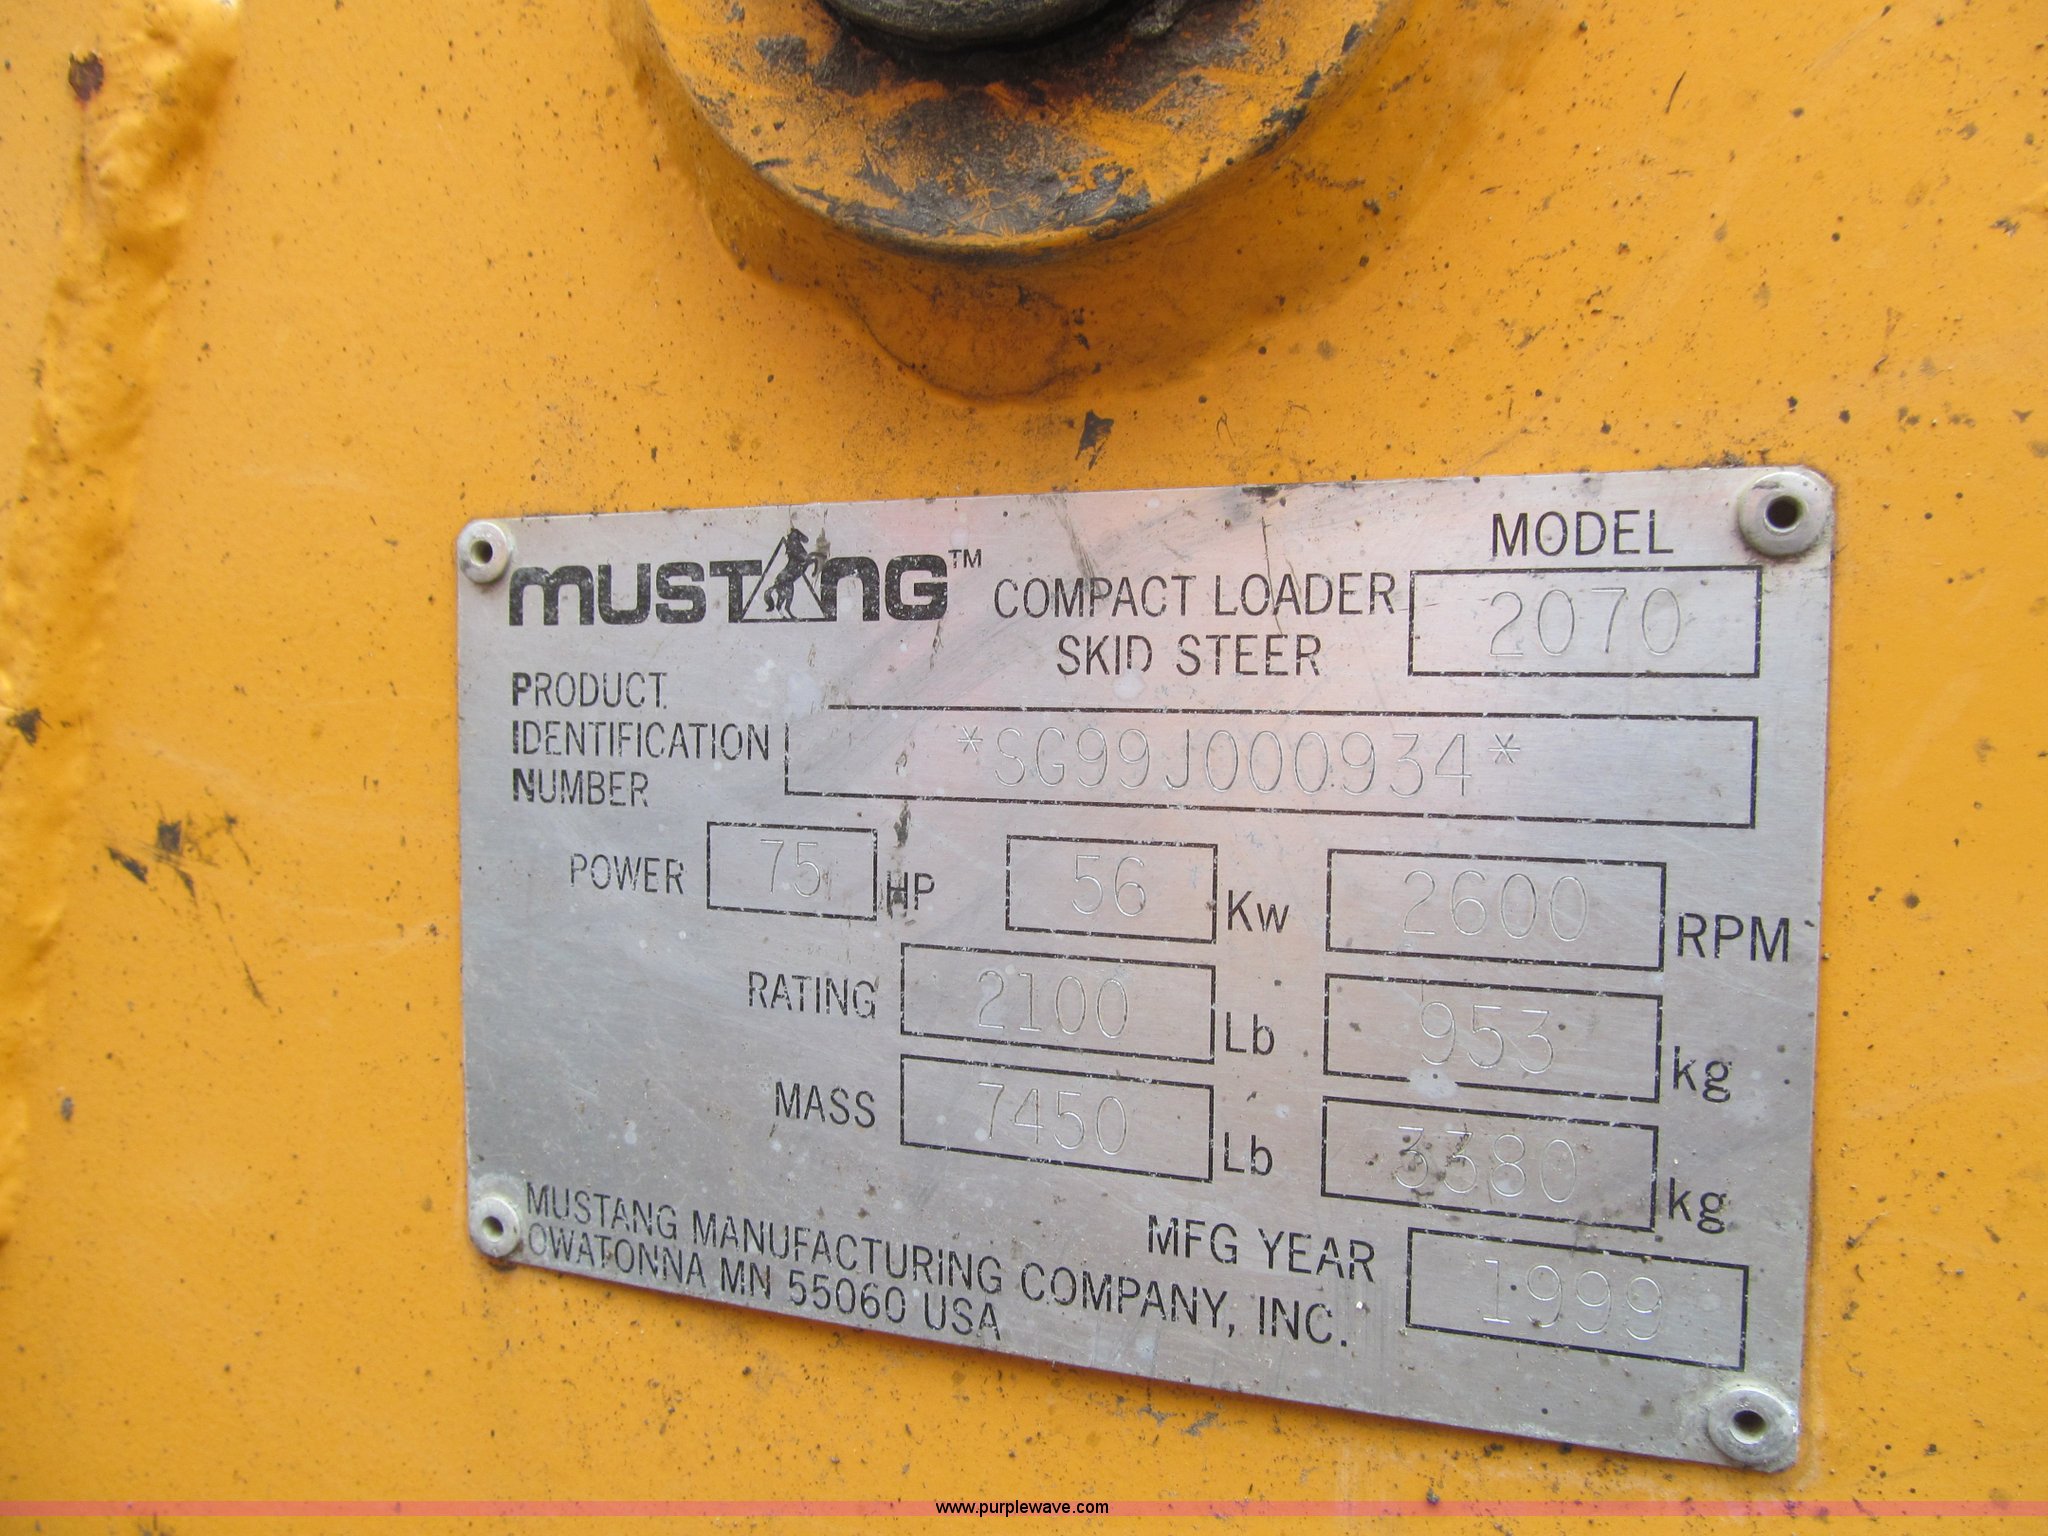 MUSTANG™ COMPACT LOADER SKID STEER
MODEL
2070
PRODUCT IDENTIFICATION NUMBER
*SG99J000934*
POWER 75 HP 56 Kw 2600 RPM
RATING 2100 Lb 953 kg
MASS 7450 Lb 3380 kg
MFG YEAR 1999
MUSTANG MANUFACTURING COMPANY, INC.
OWATONNA MN 55060 USA
www.purplewave.com